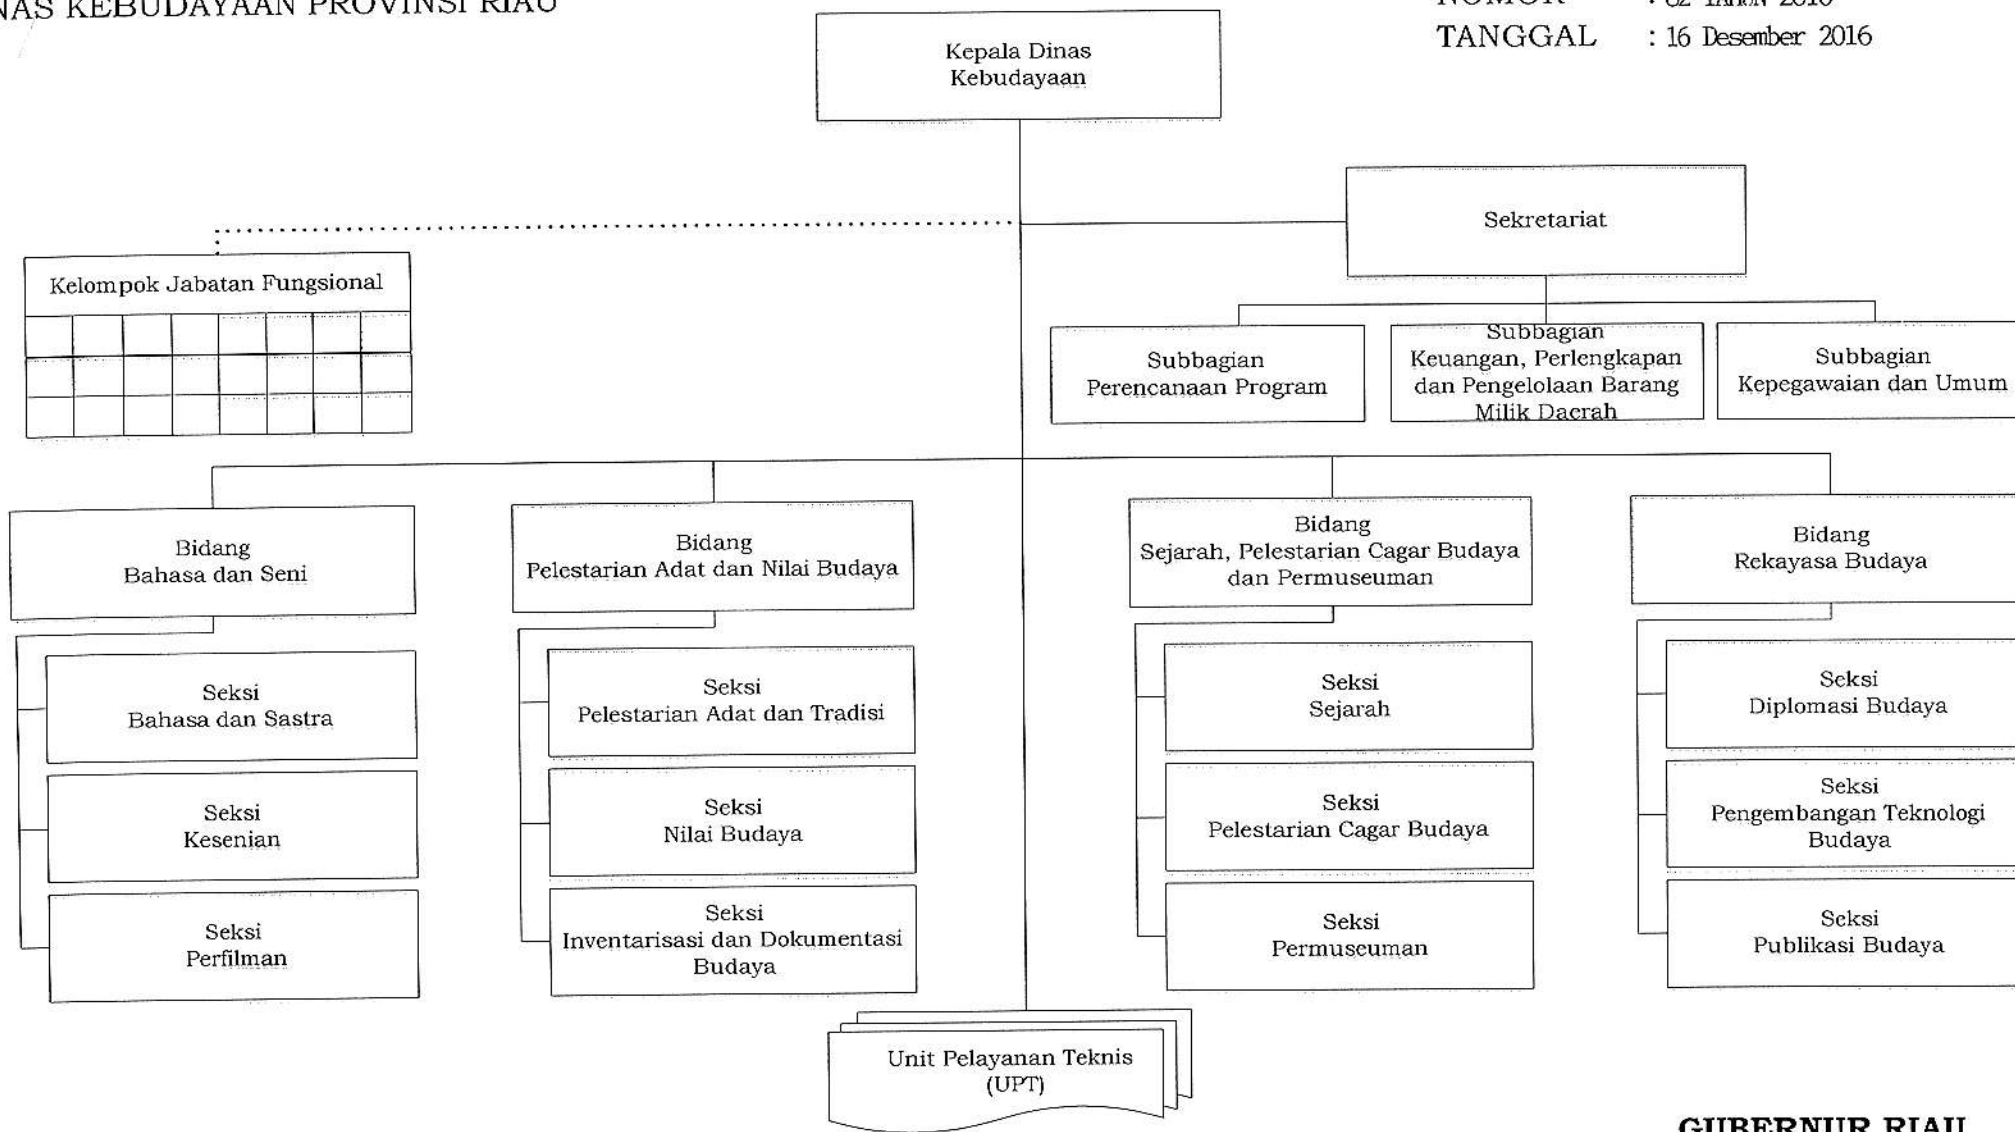 KEBUDAYAAN PROVINSI RIAU
NOMOR : 82 TAHUN 2016
TANGGAL : 16 Desember 2016
Kepala Dinas
Kebudayaan
Sekretariat
Kelompok Jabatan Fungsional
Subbagian
Perencanaan Program
Subbagian
Keuangan, Perlengkapan
dan Pengelolaan Barang
Milik Daerah
Subbagian
Kepegawaian dan Umum
Bidang
Bahasa dan Seni
Bidang
Pelestarian Adat dan Nilai Budaya
Bidang
Sejarah, Pelestarian Cagar Budaya
dan Permuseuman
Bidang
Rekayasa Budaya
Seksi
Bahasa dan Sastra
Seksi
Kesenian
Seksi
Perfilman
Seksi
Pelestarian Adat dan Tradisi
Seksi
Nilai Budaya
Seksi
Inventarisasi dan Dokumentasi
Budaya
Seksi
Sejarah
Seksi
Pelestarian Cagar Budaya
Seksi
Permuseuman
Seksi
Diplomasi Budaya
Seksi
Pengembangan Teknologi
Budaya
Seksi
Publikasi Budaya
Unit Pelayanan Teknis
(UPT)
GUBERNUR RIAU